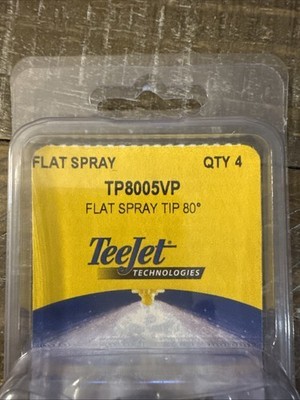 FLAT SPRAY QTY 4
TP8005VP
FLAT SPRAY TIP 80°
TeeJet®
TECHNOLOGIES